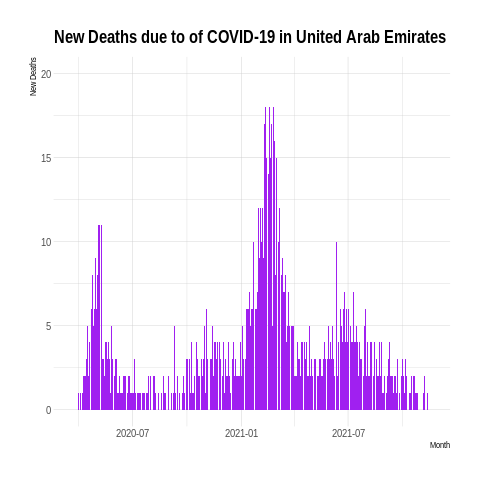 New Deaths due to of COVID-19 in United Arab Emirates
New Deaths
20
15
10
5
0
2020-07
2021-01
2021-07
Month